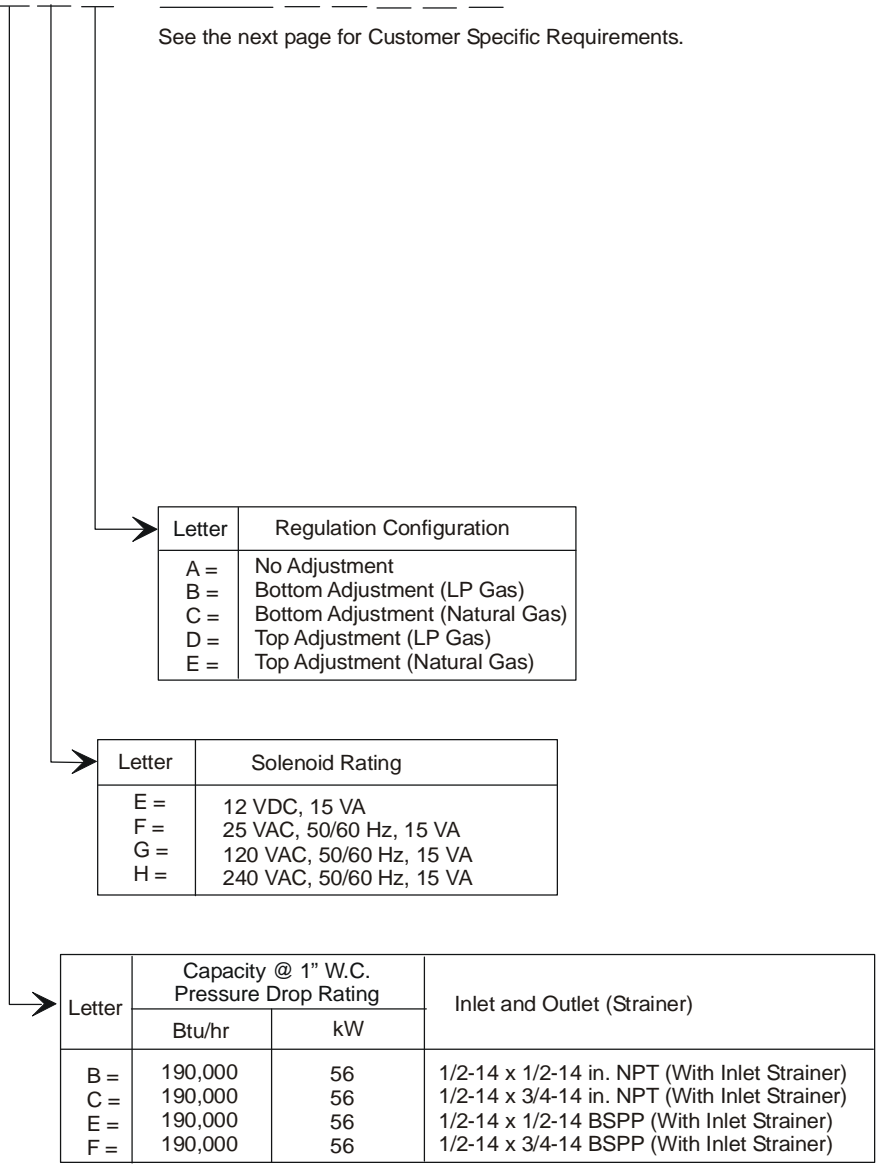 See the next page for Customer Specific Requirements.
Letter Regulation Configuration
A = No Adjustment
B = Bottom Adjustment (LP Gas)
C = Bottom Adjustment (Natural Gas)
D = Top Adjustment (LP Gas)
E = Top Adjustment (Natural Gas)
Letter Solenoid Rating
E = 12 VDC, 15 VA
F = 25 VAC, 50/60 Hz, 15 VA
G = 120 VAC, 50/60 Hz, 15 VA
H = 240 VAC, 50/60 Hz, 15 VA
Letter Capacity @ 1” W.C.
Pressure Drop Rating Inlet and Outlet (Strainer)
Btu/hr kW
B = 190,000 56 1/2-14 x 1/2-14 in. NPT (With Inlet Strainer)
C = 190,000 56 1/2-14 x 3/4-14 in. NPT (With Inlet Strainer)
E = 190,000 56 1/2-14 x 1/2-14 BSPP (With Inlet Strainer)
F = 190,000 56 1/2-14 x 3/4-14 BSPP (With Inlet Strainer)